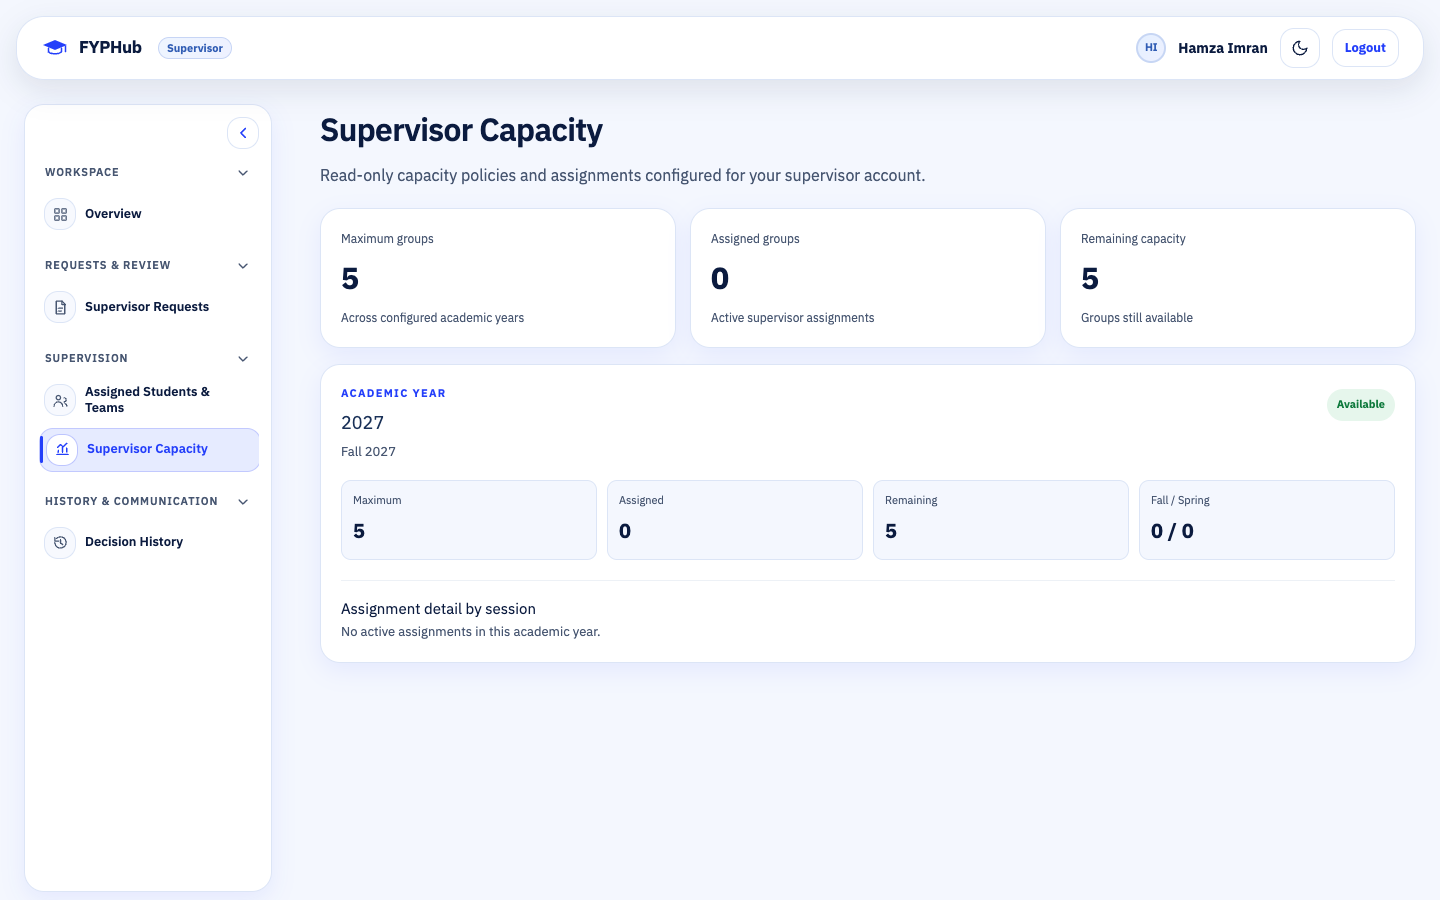 FYPHub
Supervisor
HI
Hamza Imran
Logout
WORKSPACE
Overview
REQUESTS & REVIEW
Supervisor Requests
SUPERVISION
Assigned Students &
Teams
Supervisor Capacity
HISTORY & COMMUNICATION
Decision History
Supervisor Capacity
Read-only capacity policies and assignments configured for your supervisor account.
Maximum groups
5
Across configured academic years
Assigned groups
0
Active supervisor assignments
Remaining capacity
5
Groups still available
ACADEMIC YEAR
2027
Fall 2027
Available
Maximum
5
Assigned
0
Remaining
5
Fall / Spring
0 / 0
Assignment detail by session
No active assignments in this academic year.